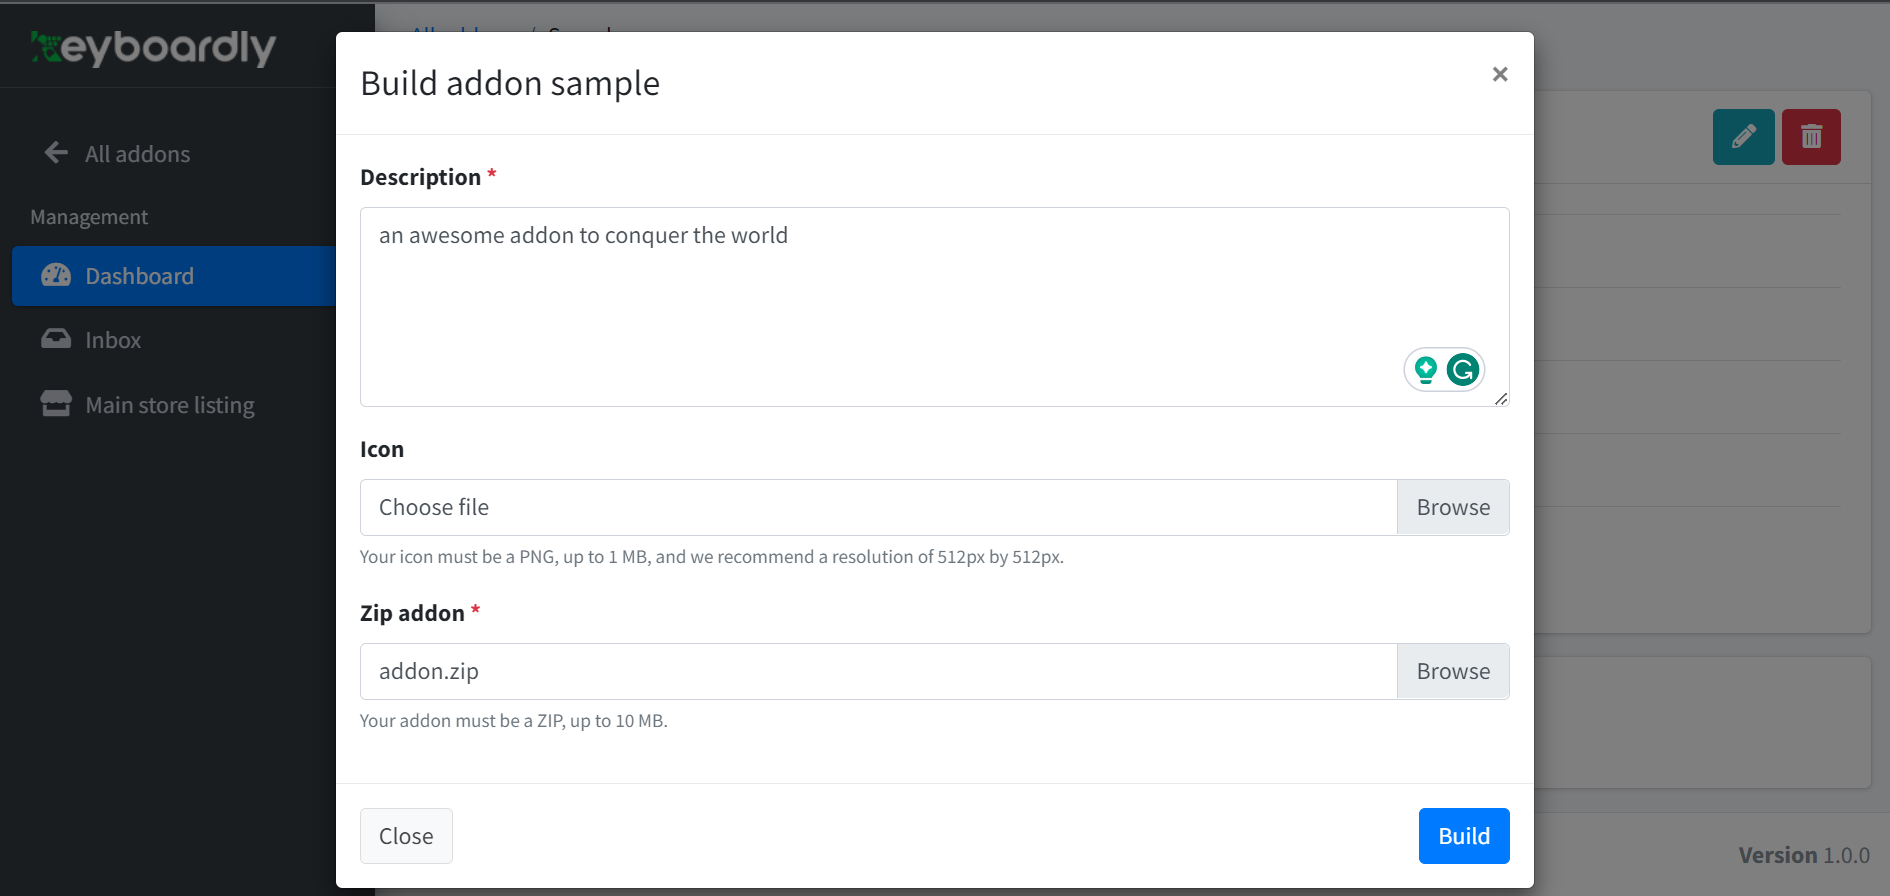 Keyboardly
All addons
Management
Dashboard
Inbox
Main store listing
Build addon sample
×
Description *
an awesome addon to conquer the world
Icon
Choose file
Browse
Your icon must be a PNG, up to 1 MB, and we recommend a resolution of 512px by 512px.
Zip addon *
addon.zip
Browse
Your addon must be a ZIP, up to 10 MB.
Close
Build
Version 1.0.0